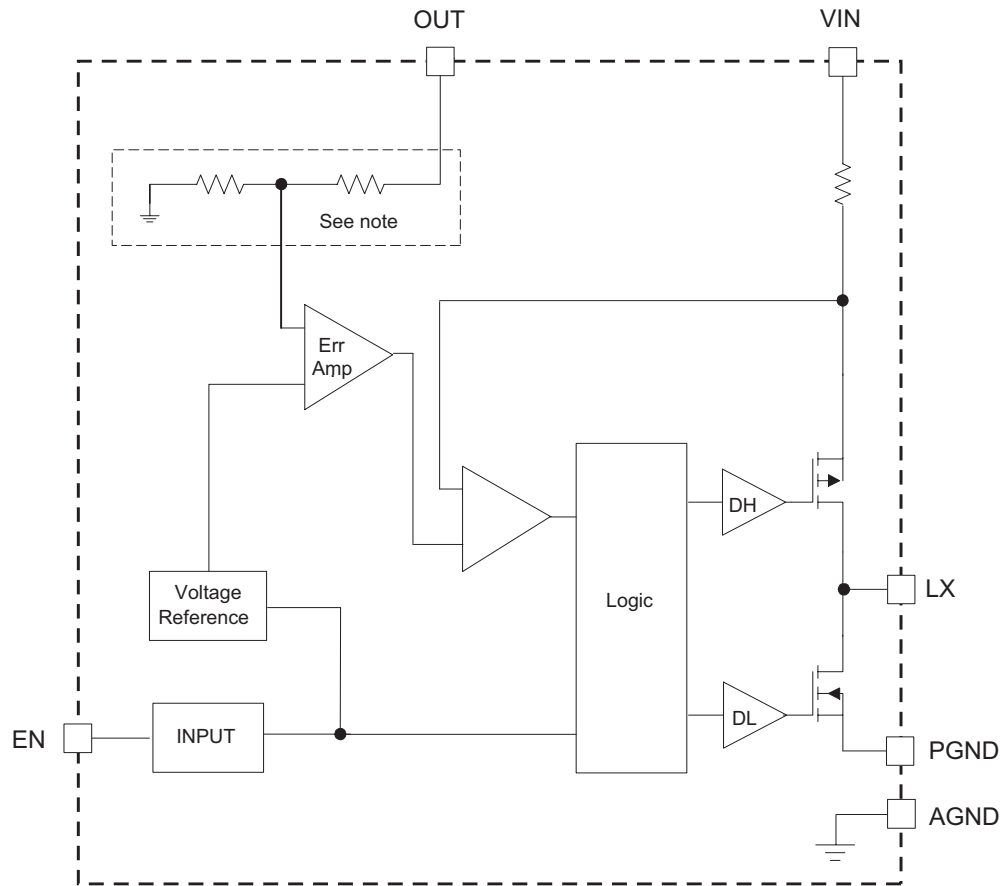 OUT
VIN
See note
Err
Amp
DH
Voltage
Reference
Logic
LX
DL
EN
INPUT
PGND
AGND